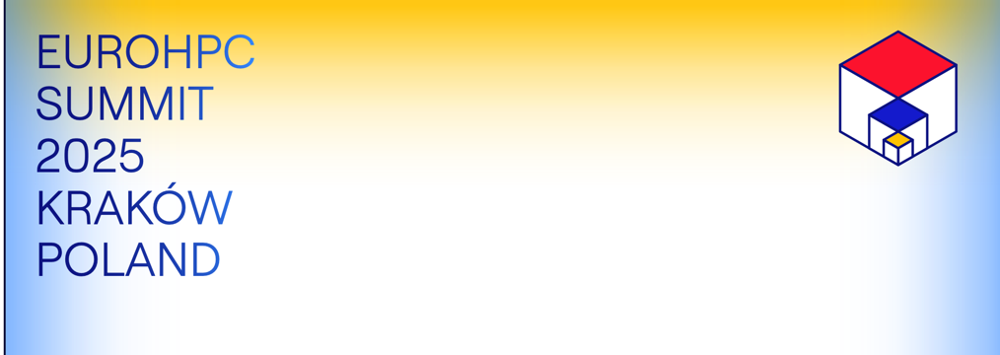 EUROHPC
SUMMIT
2025
KRAKÓW
POLAND